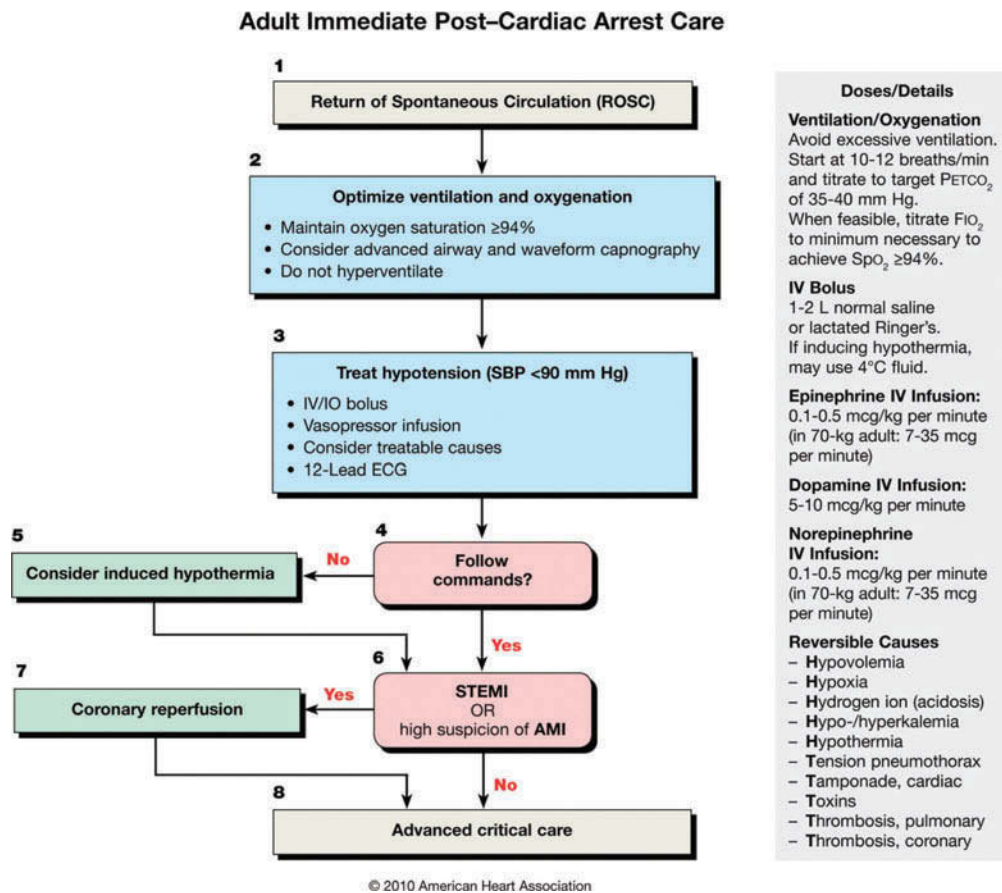 Adult Immediate Post–Cardiac Arrest Care
1
Return of Spontaneous Circulation (ROSC)
2
Optimize ventilation and oxygenation
• Maintain oxygen saturation ≥94%
• Consider advanced airway and waveform capnography
• Do not hyperventilate
3
Treat hypotension (SBP <90 mm Hg)
• IV/IO bolus
• Vasopressor infusion
• Consider treatable causes
• 12-Lead ECG
4
Follow
commands?
No
5
Consider induced hypothermia
Yes
6
STEMI
OR
high suspicion of AMI
Yes
7
Coronary reperfusion
No
8
Advanced critical care
Doses/Details
Ventilation/Oxygenation
Avoid excessive ventilation.
Start at 10-12 breaths/min
and titrate to target PETCO₂
of 35-40 mm Hg.
When feasible, titrate FIO₂
to minimum necessary to
achieve SpO₂ ≥94%.
IV Bolus
1-2 L normal saline
or lactated Ringer's.
If inducing hypothermia,
may use 4°C fluid.
Epinephrine IV Infusion:
0.1-0.5 mcg/kg per minute
(in 70-kg adult: 7-35 mcg
per minute)
Dopamine IV Infusion:
5-10 mcg/kg per minute
Norepinephrine
IV Infusion:
0.1-0.5 mcg/kg per minute
(in 70-kg adult: 7-35 mcg
per minute)
Reversible Causes
– Hypovolemia
– Hypoxia
– Hydrogen ion (acidosis)
– Hypo-/hyperkalemia
– Hypothermia
– Tension pneumothorax
– Tamponade, cardiac
– Toxins
– Thrombosis, pulmonary
– Thrombosis, coronary
© 2010 American Heart Association